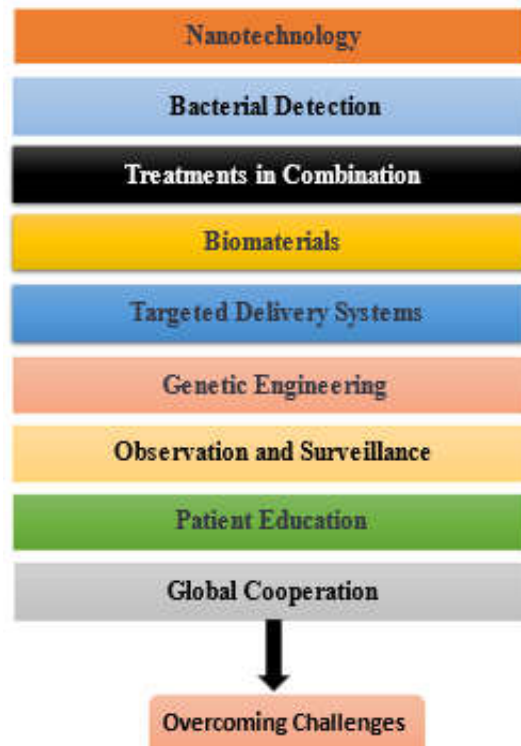 Nanotechnology
Bacterial Detection
Treatments in Combination
Biomaterials
Targeted Delivery Systems
Genetic Engineering
Observation and Surveillance
Patient Education
Global Cooperation
Overcoming Challenges